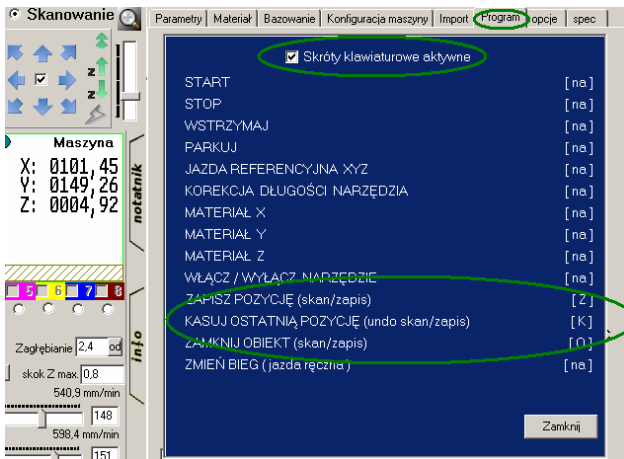 Skanowanie
Parametry Materiał Bazowanie Konfiguracja maszyny Import Program opcje spec
Skróty klawiaturowe aktywne
START [na]
STOP [na]
WSTRZYMAJ [na]
PARKUJ [na]
JAZDA REFERENCYJNA XYZ [na]
KOREKCJA DŁUGOŚCI NARZĘDZIA [na]
MATERIAŁ X [na]
MATERIAŁ Y [na]
MATERIAŁ Z [na]
WŁĄCZ / WYŁĄCZ NARZĘDZIE [na]
ZAPISZ POZYCJĘ (skan/zapis) [Z]
KASUJ OSTATNIĄ POZYCJĘ (undo skan/zapis) [K]
ZAMKNIJ OBIEKT (skan/zapis) [O]
ZMIEŃ BIEG (jazda ręczna) [na]
Zamknij
z
z
Maszyna
X: 0101,45
Y: 0149,26
Z: 0004,92
notatnik
info
5 6 7 8
Zagłębianie 2,4 od
skok Z max. 0,8
540,9 mm/min
148
598,4 mm/min
151